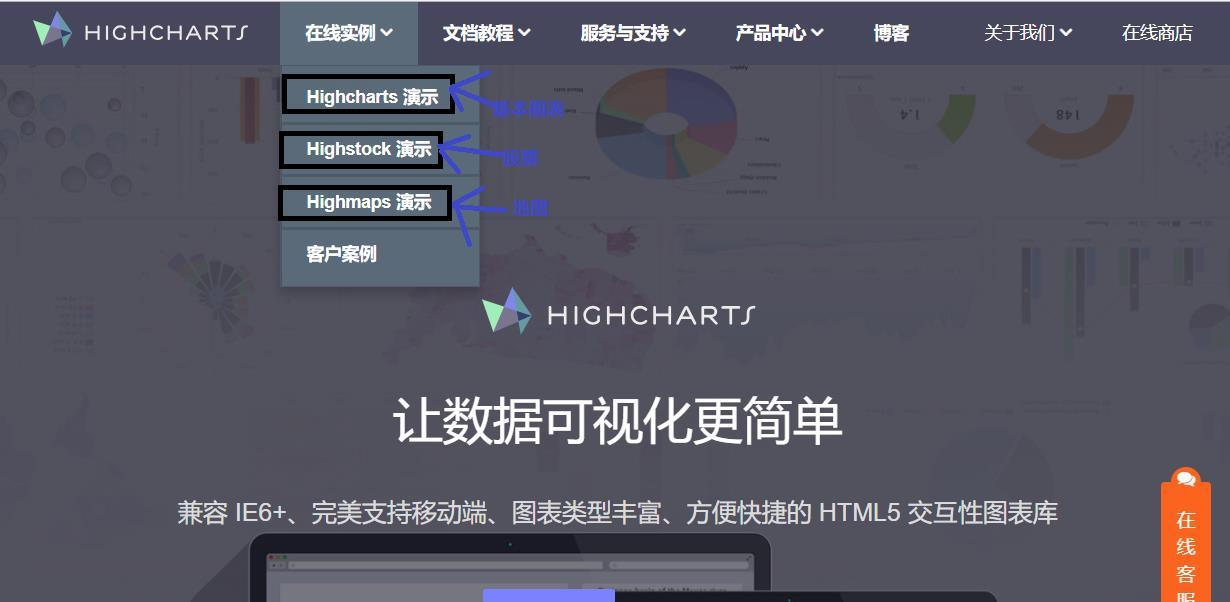 HIGHCHARTS
在线实例
文档教程
服务与支持
产品中心
博客
关于我们
在线商店
Highcharts 演示
基本图表
Highstock 演示
股票
Highmaps 演示
地图
客户案例
HIGHCHARTS
让数据可视化更简单
兼容 IE6+、完美支持移动端、图表类型丰富、方便快捷的 HTML5 交互性图表库
在线客服